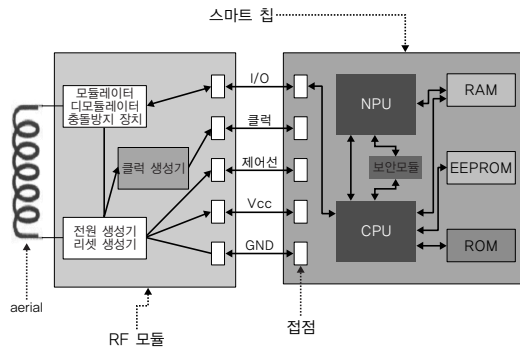 스마트 칩
모듈레이터
디모듈레이터
충돌방지 장치
클럭 생성기
전원 생성기
리셋 생성기
aerial
RF 모듈
I/O
클럭
제어선
Vcc
GND
접점
NPU
보안모듈
CPU
RAM
EEPROM
ROM